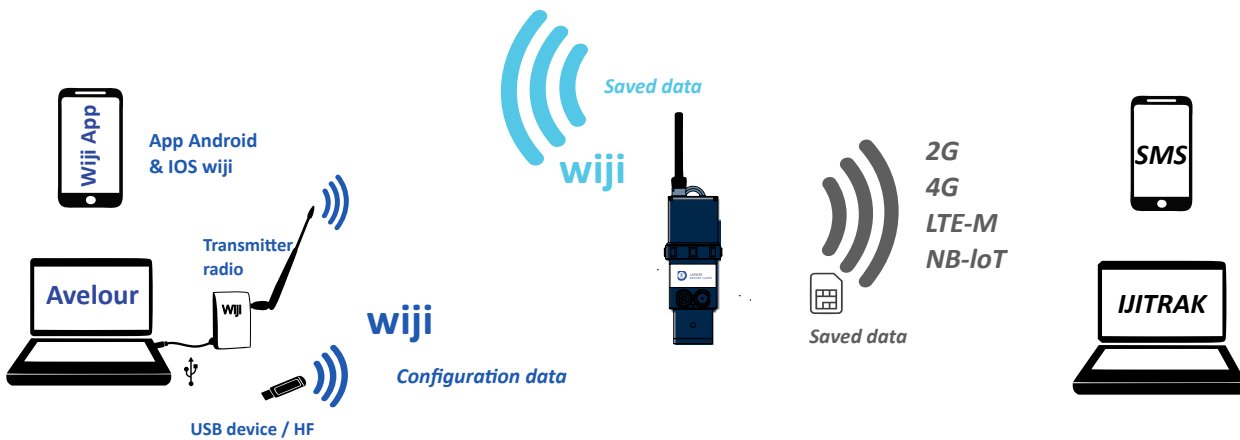 Wiji App
App Android
& IOS wiji
Transmitter
radio
Avelour
wiji
USB device / HF
wiji
Configuration data
Saved data
wiji
2G
4G
LTE-M
NB-IoT
Saved data
SMS
IJITRAK